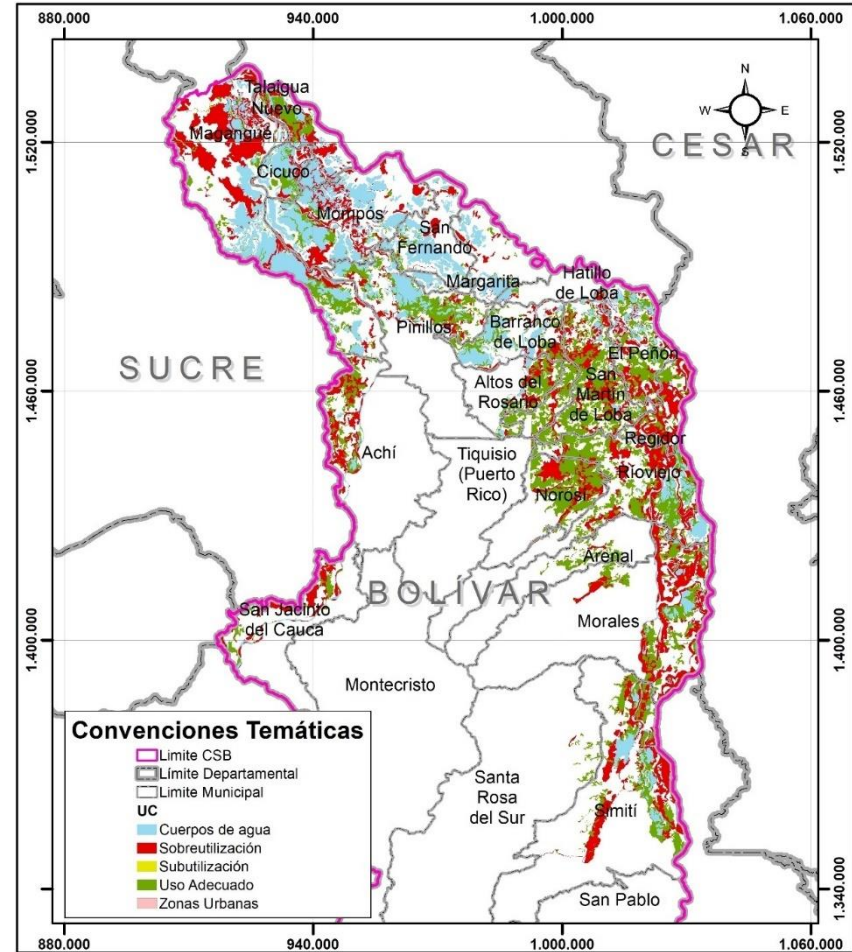 880.000 940.000 1.000.000 1.060.000
N
W E
S
CESAR
1.520.000 1.520.000
Talaigua
Nuevo
Magangué
Cicuco
Mompós
San
Fernando
Margarita
Hatillo
de Loba
Pinillos
Barranco
de Loba
El Peñón
SUCRE
1.460.000 1.460.000
Altos del
Rosario
San
Martín
de Loba
Achí
Regidor
Tiquisio
(Puerto
Rico)
Rioviejo
Norosí
Arenal
BOLÍVAR
San Jacinto
del Cauca
Morales
1.400.000 1.400.000
Montecristo
Santa
Rosa
del Sur
Simití
San Pablo
1.340.000
Convenciones Temáticas
Limite CSB
Límite Departamental
Limite Municipal
UC
Cuerpos de agua
Sobreutilización
Subutilización
Uso Adecuado
Zonas Urbanas
880.000 940.000 1.000.000 1.060.000